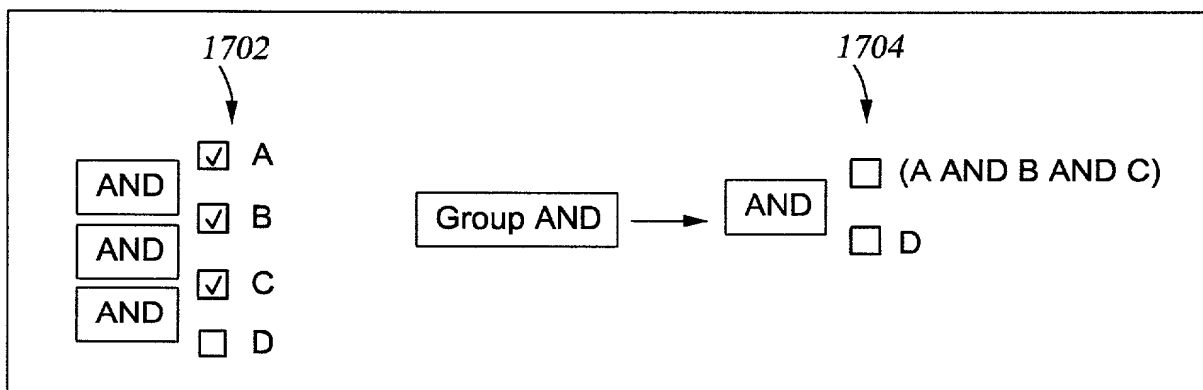 1702
1704
A
AND
B
AND
C
AND
D
Group AND
AND
(A AND B AND C)
D